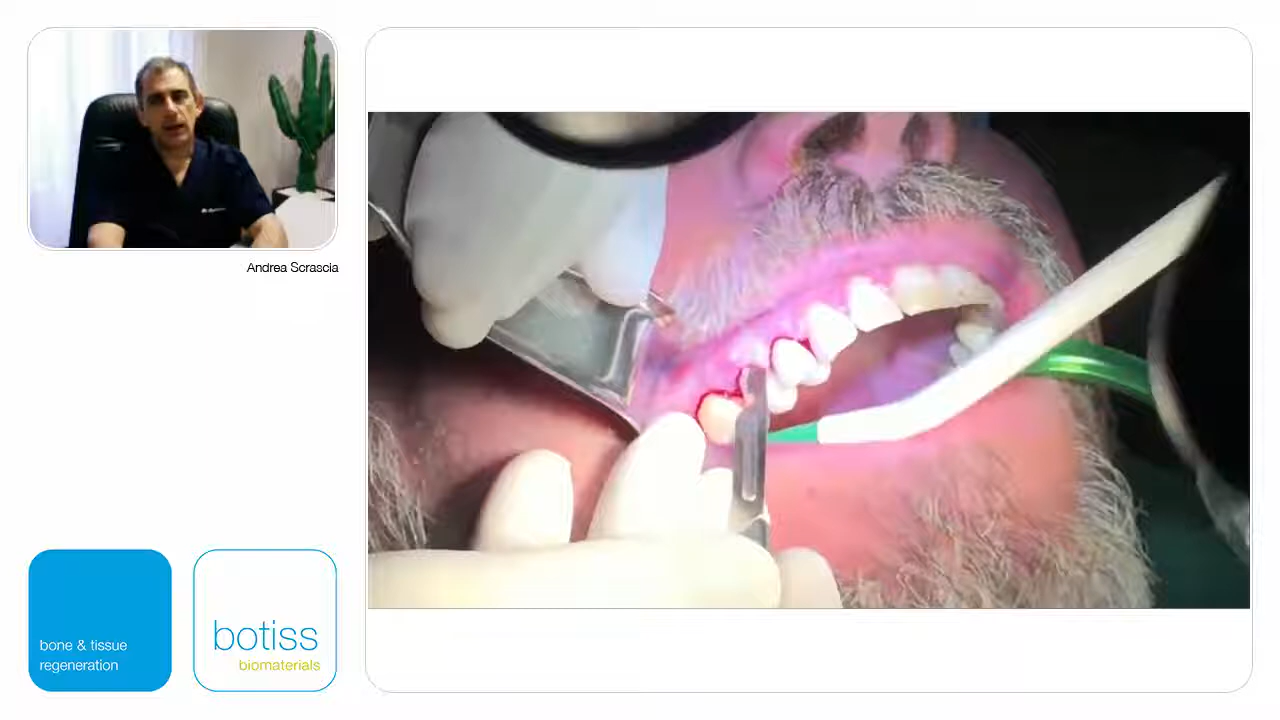 Andrea Scrascia
bone & tissue
regeneration
botiss
biomaterials